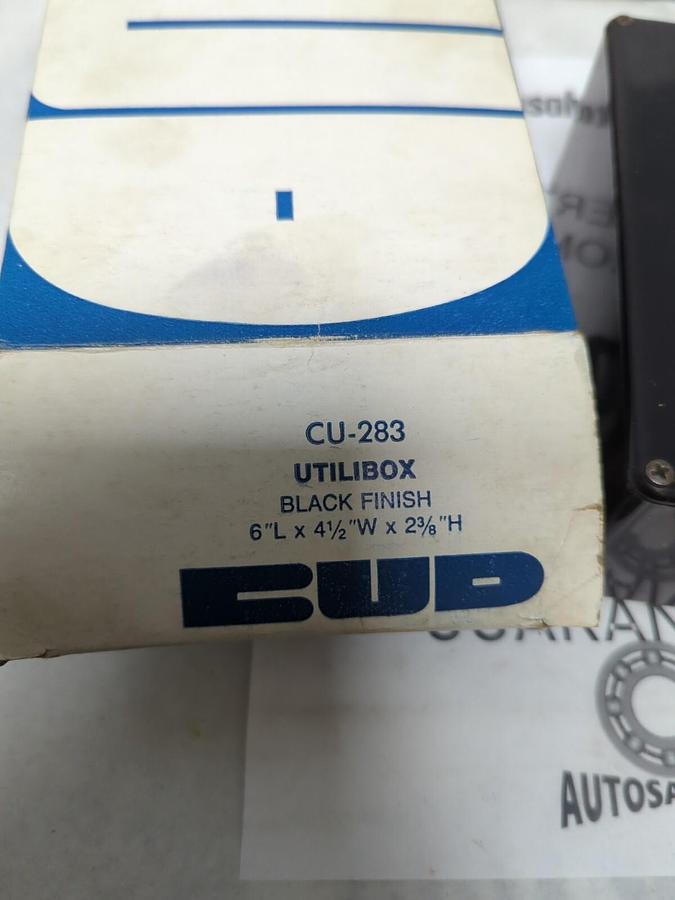 CU-283
UTILIBOX
BLACK FINISH
6"L x 4½"W x 2⅜"H
BUD
AUTOSA